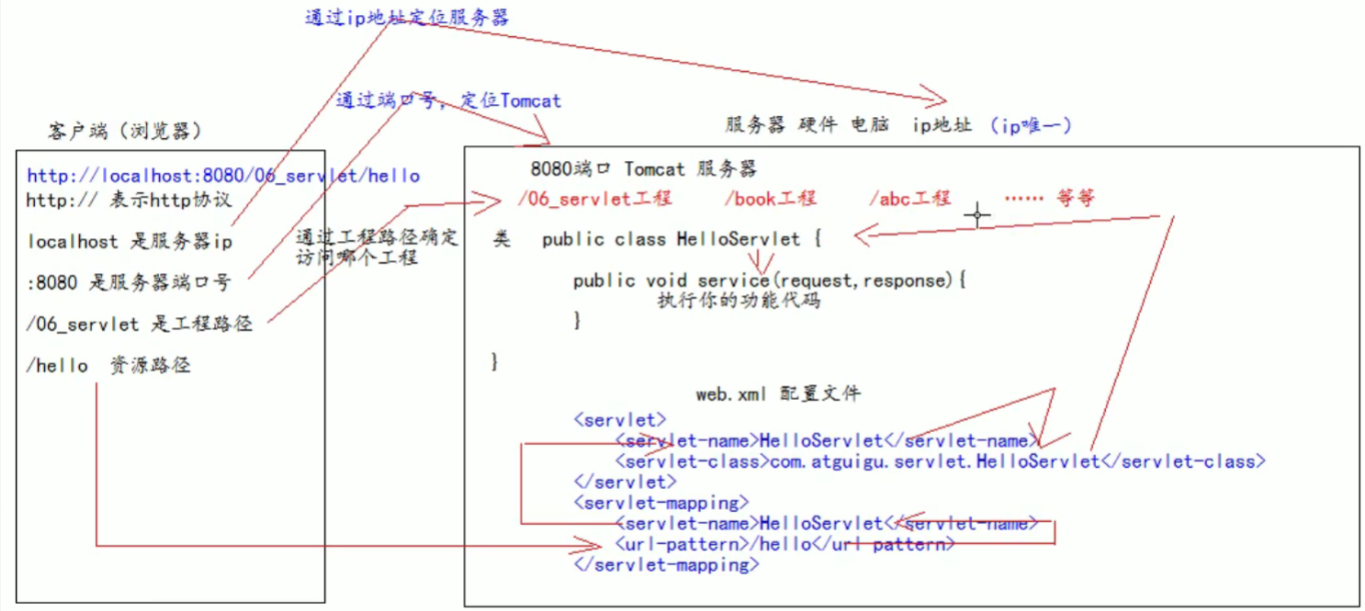 通过ip地址定位服务器
通过端口号，定位Tomcat
客户端（浏览器）
服务器 硬件 电脑 ip地址 （ip唯一）
http://localhost:8080/06_servlet/hello
http:// 表示http协议
localhost 是服务器ip
:8080 是服务器端口号
/06_servlet 是工程路径
/hello 资源路径
通过工程路径确定
访问哪个工程
8080端口 Tomcat 服务器
/06_servlet工程 /book工程 /abc工程 …… 等等
类 public class HelloServlet {
public void service(request,response){
执行你的功能代码
}
}
web.xml 配置文件
<servlet>
<servlet-name>HelloServlet</servlet-name>
<servlet-class>com.atguigu.servlet.HelloServlet</servlet-class>
</servlet>
<servlet-mapping>
<servlet-name>HelloServlet</servlet-name>
<url-pattern>/hello</url-pattern>
</servlet-mapping>